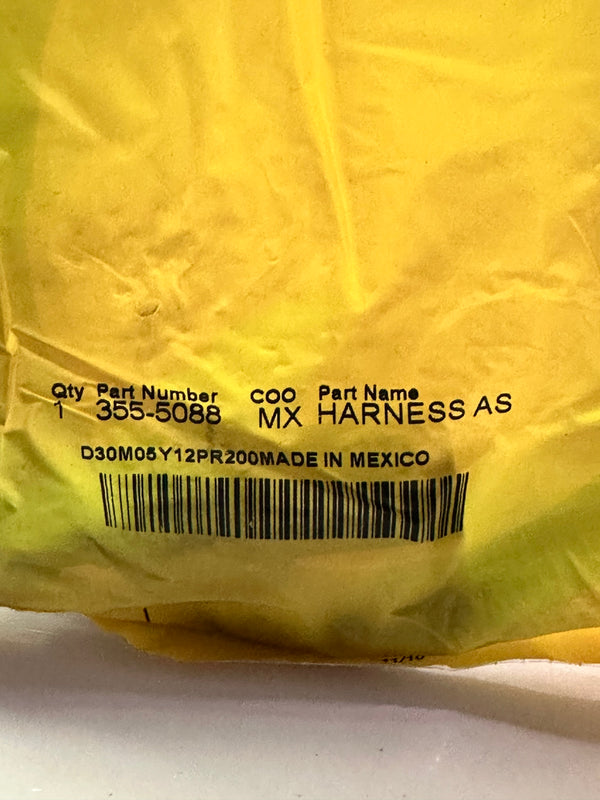 Qty Part Number COO Part Name
1 355-5088 MX HARNESS AS
D30M05Y12PR200MADE IN MEXICO